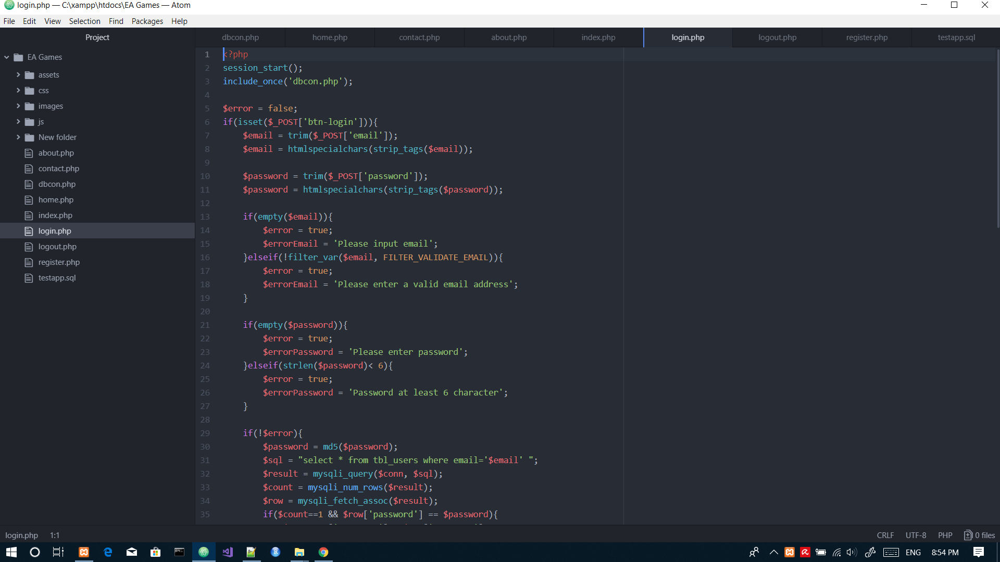 login.php — C:\xampp\htdocs\EA Games — Atom
File Edit View Selection Find Packages Help
Project
dbcon.php home.php contact.php about.php index.php login.php logout.php register.php testapp.sql
EA Games
assets
css
images
js
New folder
about.php
contact.php
dbcon.php
home.php
index.php
login.php
logout.php
register.php
testapp.sql
1 <?php
2 session_start();
3 include_once('dbcon.php');
4
5 $error = false;
6 if(isset($_POST['btn-login'])){
7 $email = trim($_POST['email']);
8 $email = htmlspecialchars(strip_tags($email));
9
10 $password = trim($_POST['password']);
11 $password = htmlspecialchars(strip_tags($password));
12
13 if(empty($email)){
14 $error = true;
15 $errorEmail = 'Please input email';
16 }elseif(!filter_var($email, FILTER_VALIDATE_EMAIL)){
17 $error = true;
18 $errorEmail = 'Please enter a valid email address';
19 }
20
21 if(empty($password)){
22 $error = true;
23 $errorPassword = 'Please enter password';
24 }elseif(strlen($password)< 6){
25 $error = true;
26 $errorPassword = 'Password at least 6 character';
27 }
28
29 if(!$error){
30 $password = md5($password);
31 $sql = "select * from tbl_users where email='$email' ";
32 $result = mysqli_query($conn, $sql);
33 $count = mysqli_num_rows($result);
34 $row = mysqli_fetch_assoc($result);
35 if($count==1 && $row['password'] == $password){
login.php 1:1 CRLF UTF-8 PHP 0 files
ENG 8:54 PM